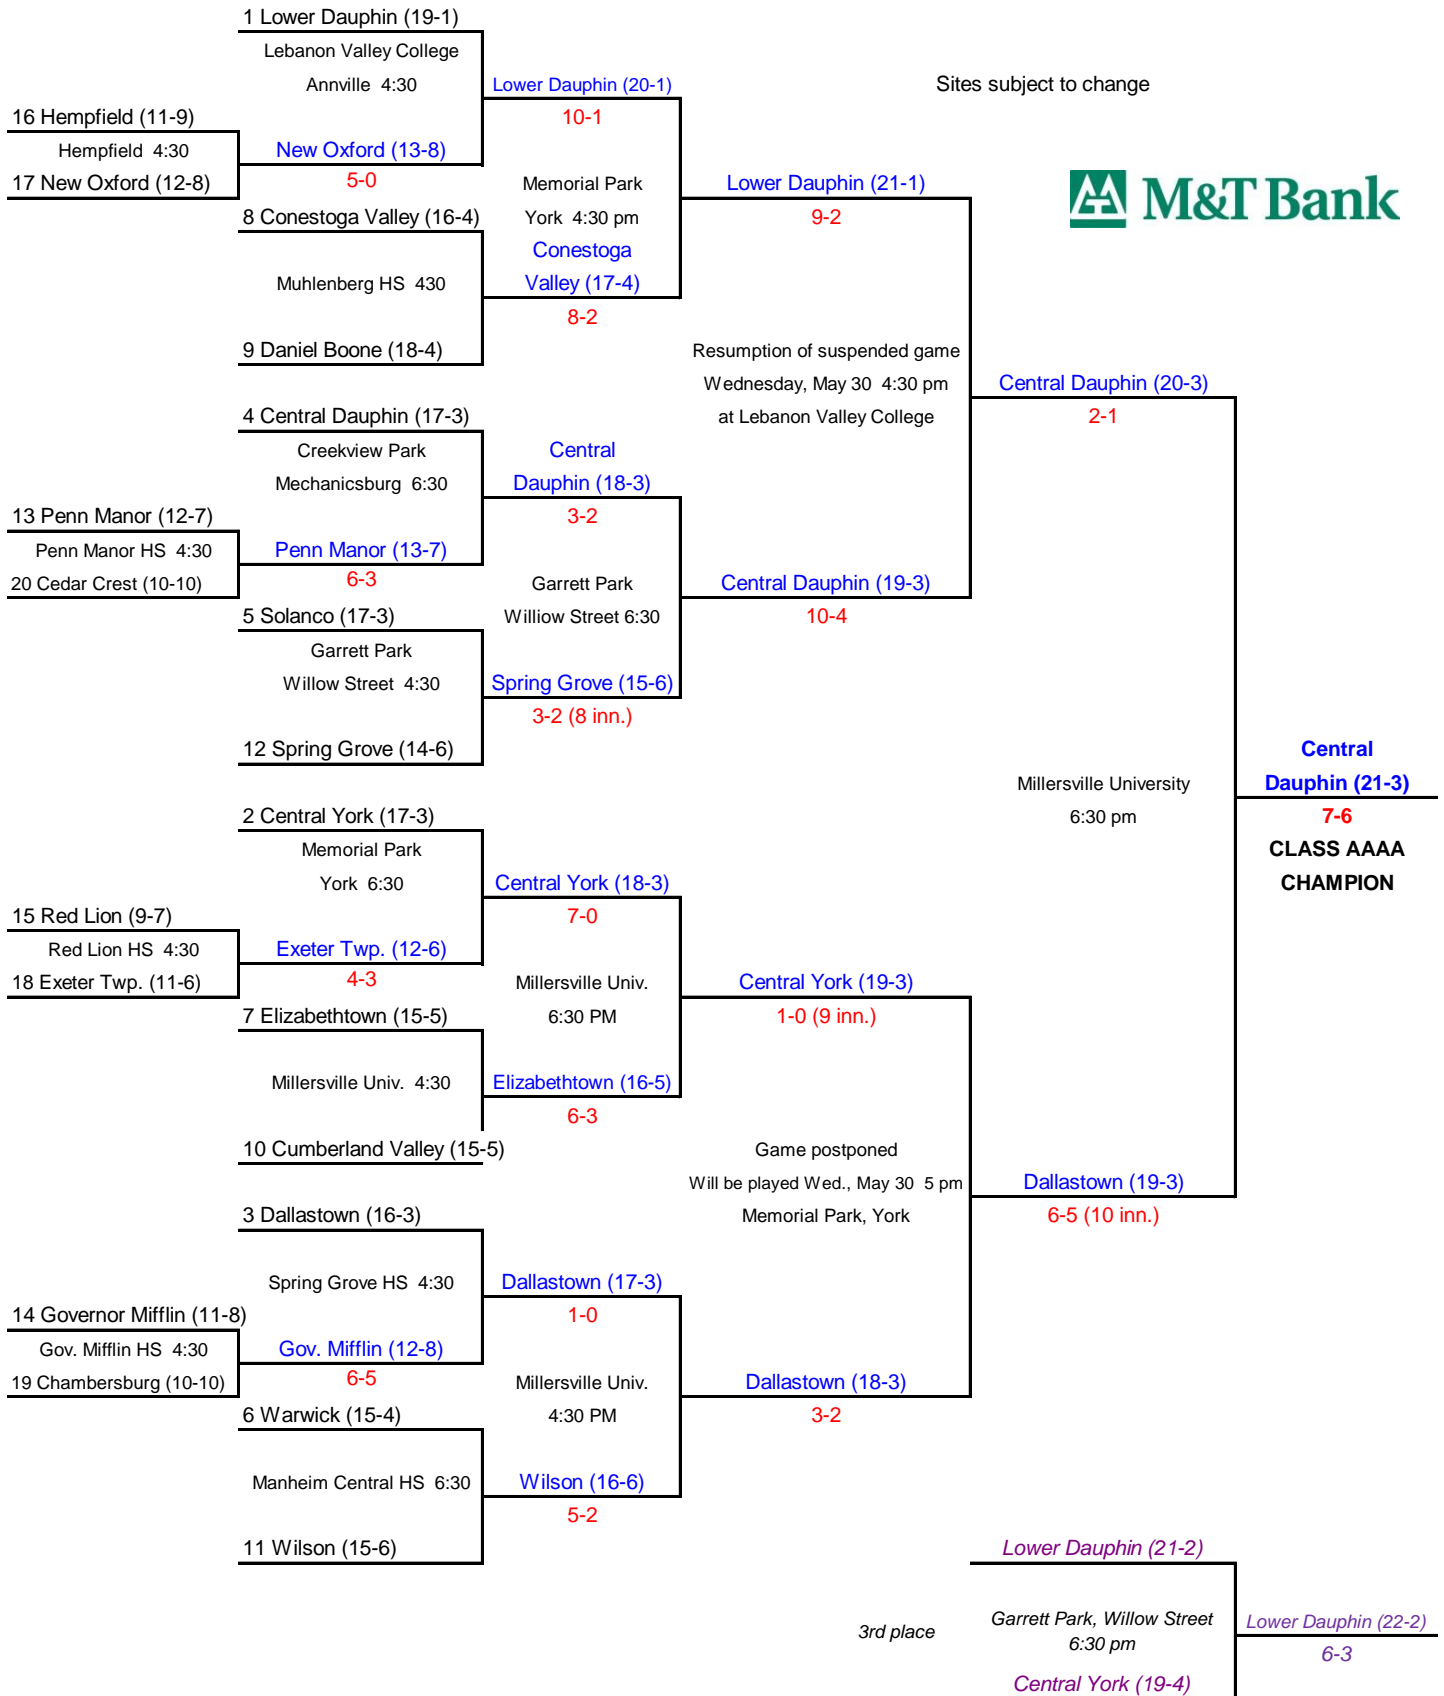 1 Lower Dauphin (19-1)
Lebanon Valley College
Annville 4:30
Lower Dauphin (20-1)
Sites subject to change
10-1
16 Hempfield (11-9)
Hempfield 4:30
New Oxford (13-8)
17 New Oxford (12-8)
5-0
Memorial Park
York 4:30 pm
Lower Dauphin (21-1)
9-2
M&T Bank
8 Conestoga Valley (16-4)
Conestoga
Valley (17-4)
Muhlenberg HS 430
8-2
9 Daniel Boone (18-4)
Resumption of suspended game
Wednesday, May 30 4:30 pm
at Lebanon Valley College
Central Dauphin (20-3)
2-1
4 Central Dauphin (17-3)
Creekview Park
Mechanicsburg 6:30
Central
Dauphin (18-3)
3-2
13 Penn Manor (12-7)
Penn Manor HS 4:30
Penn Manor (13-7)
20 Cedar Crest (10-10)
6-3
Garrett Park
Williow Street 6:30
Central Dauphin (19-3)
10-4
5 Solanco (17-3)
Garrett Park
Willow Street 4:30
Spring Grove (15-6)
3-2 (8 inn.)
12 Spring Grove (14-6)
Millersville University
6:30 pm
Central
Dauphin (21-3)
7-6
CLASS AAAA
CHAMPION
2 Central York (17-3)
Memorial Park
York 6:30
Central York (18-3)
7-0
15 Red Lion (9-7)
Red Lion HS 4:30
Exeter Twp. (12-6)
18 Exeter Twp. (11-6)
4-3
Millersville Univ.
6:30 PM
Central York (19-3)
1-0 (9 inn.)
7 Elizabethtown (15-5)
Millersville Univ. 4:30
Elizabethtown (16-5)
6-3
10 Cumberland Valley (15-5)
Game postponed
Will be played Wed., May 30 5 pm
Memorial Park, York
Dallastown (19-3)
6-5 (10 inn.)
3 Dallastown (16-3)
Spring Grove HS 4:30
Dallastown (17-3)
1-0
14 Governor Mifflin (11-8)
Gov. Mifflin HS 4:30
Gov. Mifflin (12-8)
19 Chambersburg (10-10)
6-5
Millersville Univ.
4:30 PM
Dallastown (18-3)
3-2
6 Warwick (15-4)
Manheim Central HS 6:30
Wilson (16-6)
5-2
11 Wilson (15-6)
Lower Dauphin (21-2)
3rd place
Garrett Park, Willow Street
6:30 pm
Lower Dauphin (22-2)
6-3
Central York (19-4)